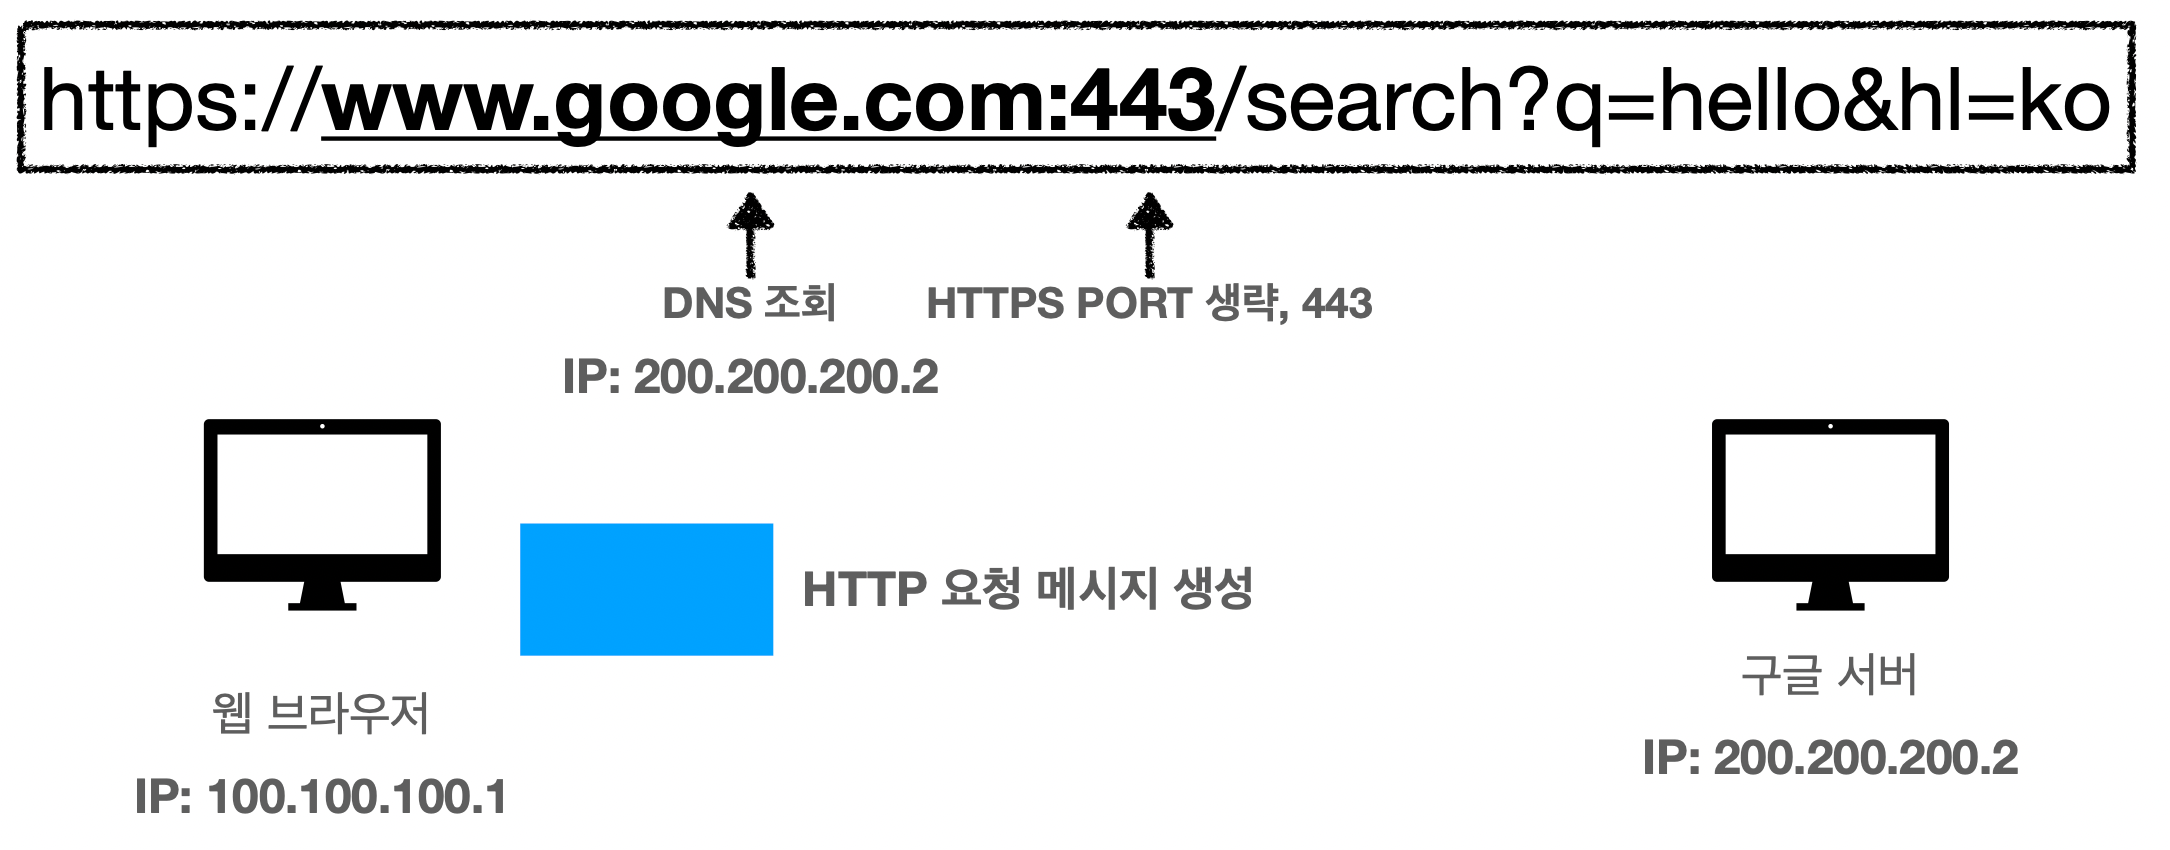 https://www.google.com:443/search?q=hello&hl=ko
DNS 조회
HTTPS PORT 생략, 443
IP: 200.200.200.2
HTTP 요청 메시지 생성
웹 브라우저
IP: 100.100.100.1
구글 서버
IP: 200.200.200.2